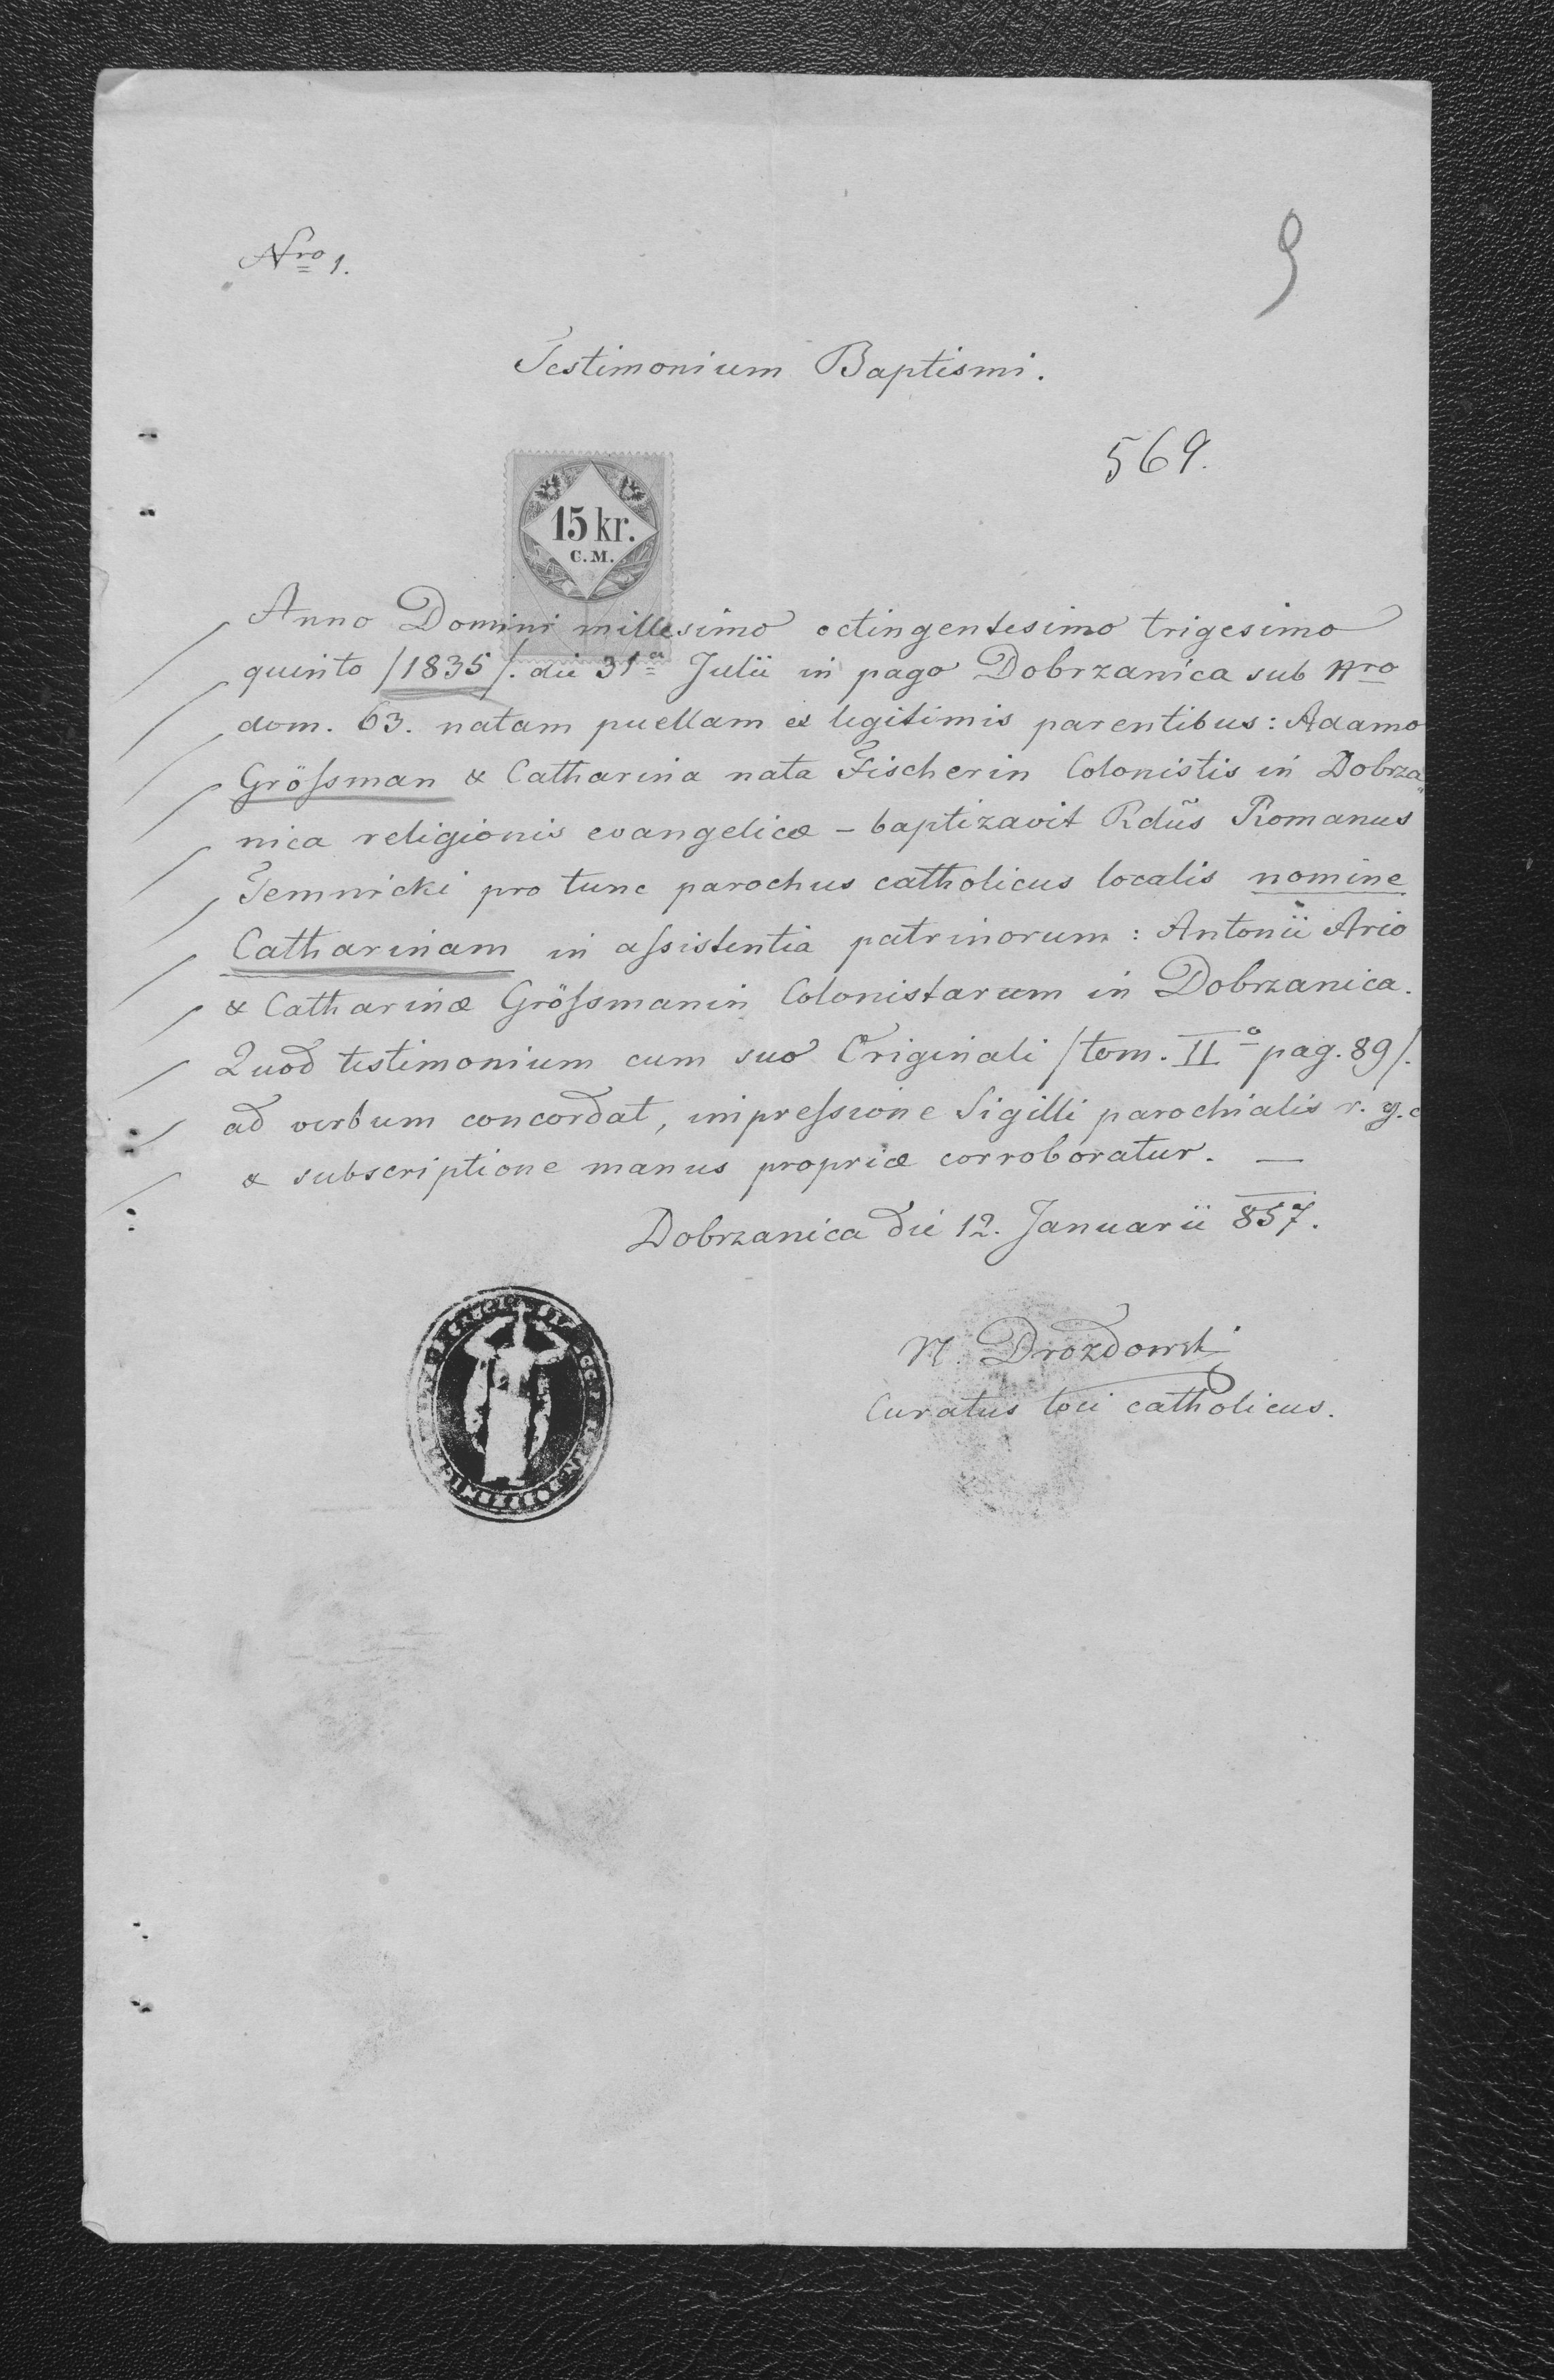 Nro 1.
9
Testimonium Baptismi.
569.
15 kr.
C.M.
Anno Domini millesimo octingentesimo trigesimo
quinto /1835/. die 31a Julii in pago Dobrzanica sub Nro
dom. 63. natam puellam ex legitimis parentibus: Adamo
Größman & Catharina nata Fischerin Colonistis in Dobrza„
nica religionis evangelicæ – baptizavit Rdus Romanus
Temnicki pro tunc parochus catholicus localis nomine
Catharinam in aſsistentia patrinorum: Antonii Ario
& Catharinæ Größmanin Colonistarum in Dobrzanica.
Quod testimonium cum suo Originali /tom. IIo pag. 89/.
ad verbum concordat, impreſsione Sigilli parochialis r. g. c
& subscriptione manus propriæ corroboratur. —
Dobrzanica die 12. Januarii 857.
Drozdowski
Curatus loci catholicus.